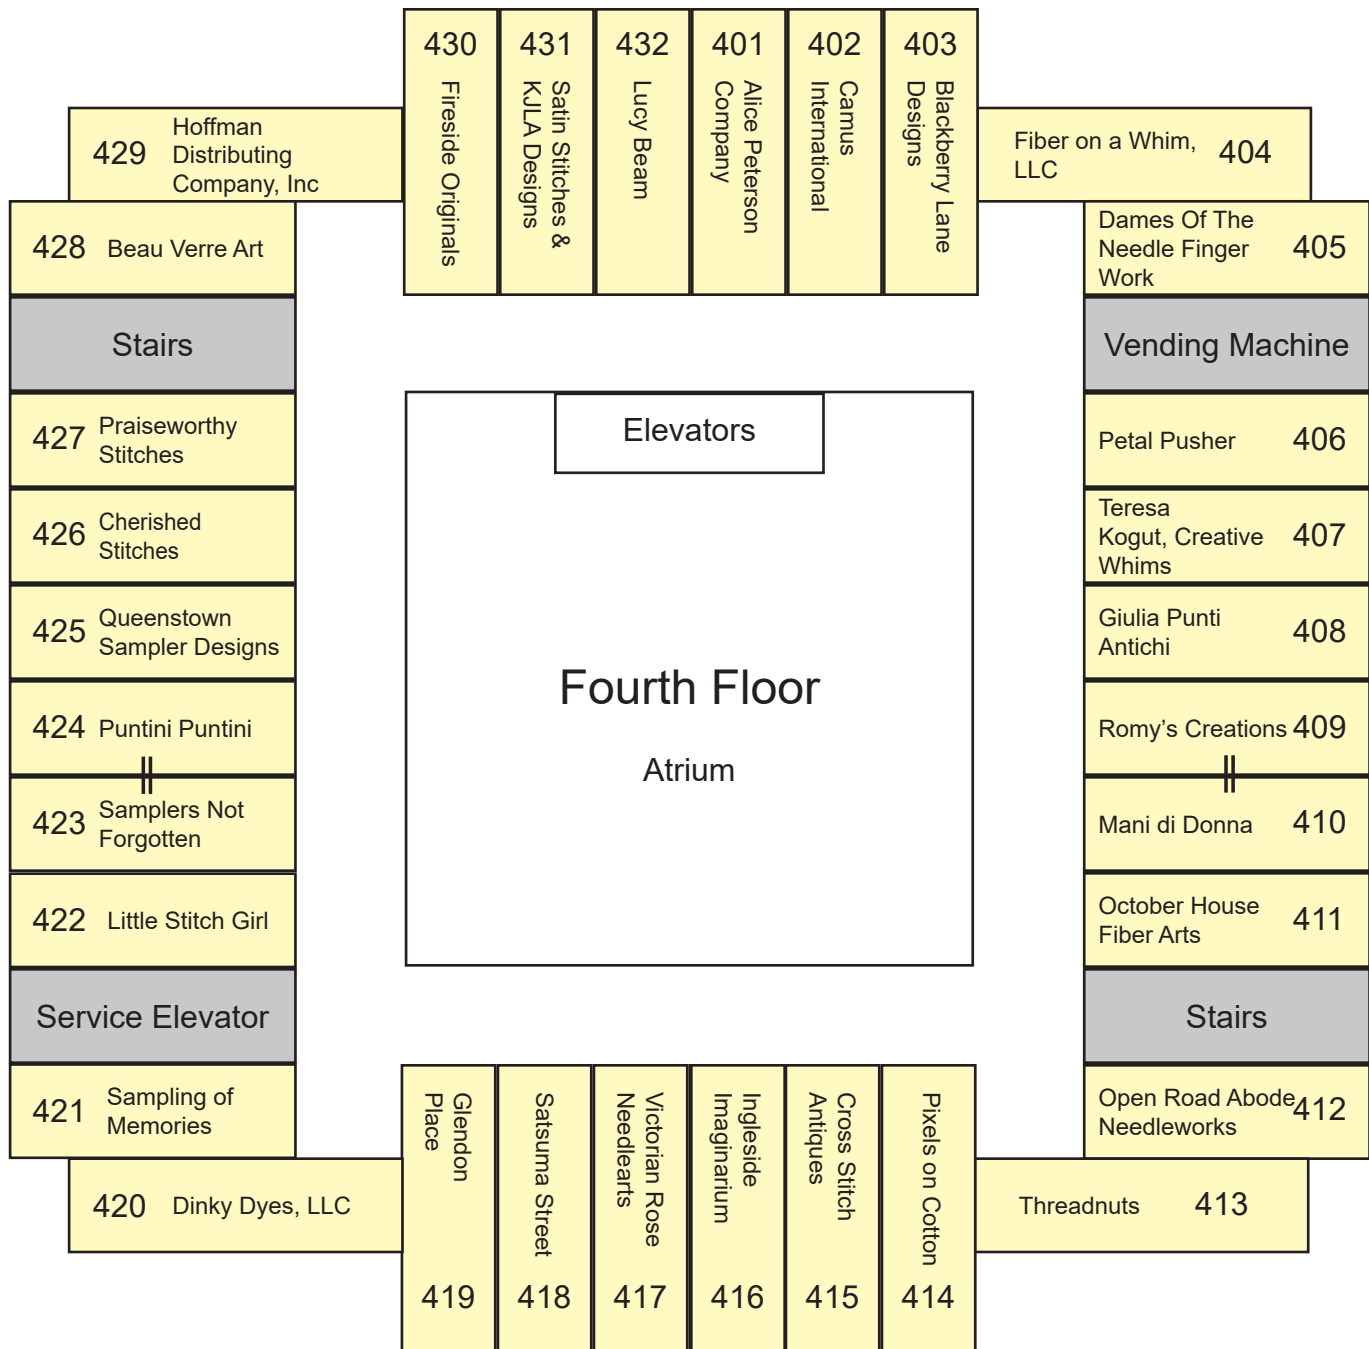 430
Fireside Originals
431
Satin Stitches &
KJLA Designs
432
Lucy Beam
401
Alice Peterson
Company
402
Camus
International
403
Blackberry Lane
Designs
429
Hoffman
Distributing
Company, Inc
Fiber on a Whim,
LLC
404
428 Beau Verre Art
Dames Of The
Needle Finger
Work
405
Stairs
Vending Machine
427
Praiseworthy
Stitches
Elevators
Petal Pusher 406
426
Cherished
Stitches
Teresa
Kogut, Creative
Whims
407
425
Queenstown
Sampler Designs
Giulia Punti
Antichi
408
Fourth Floor
Atrium
424 Puntini Puntini
Romy’s Creations 409
423
Samplers Not
Forgotten
Mani di Donna 410
422 Little Stitch Girl
October House
Fiber Arts
411
Service Elevator
Stairs
421
Sampling of
Memories
Open Road Abode
Needleworks
412
420 Dinky Dyes, LLC
Glendon
Place
419
Satsuma Street
418
Victorian Rose
Needlearts
417
Ingleside
Imaginarium
416
Cross Stitch
Antiques
415
Pixels on Cotton
414
Threadnuts 413